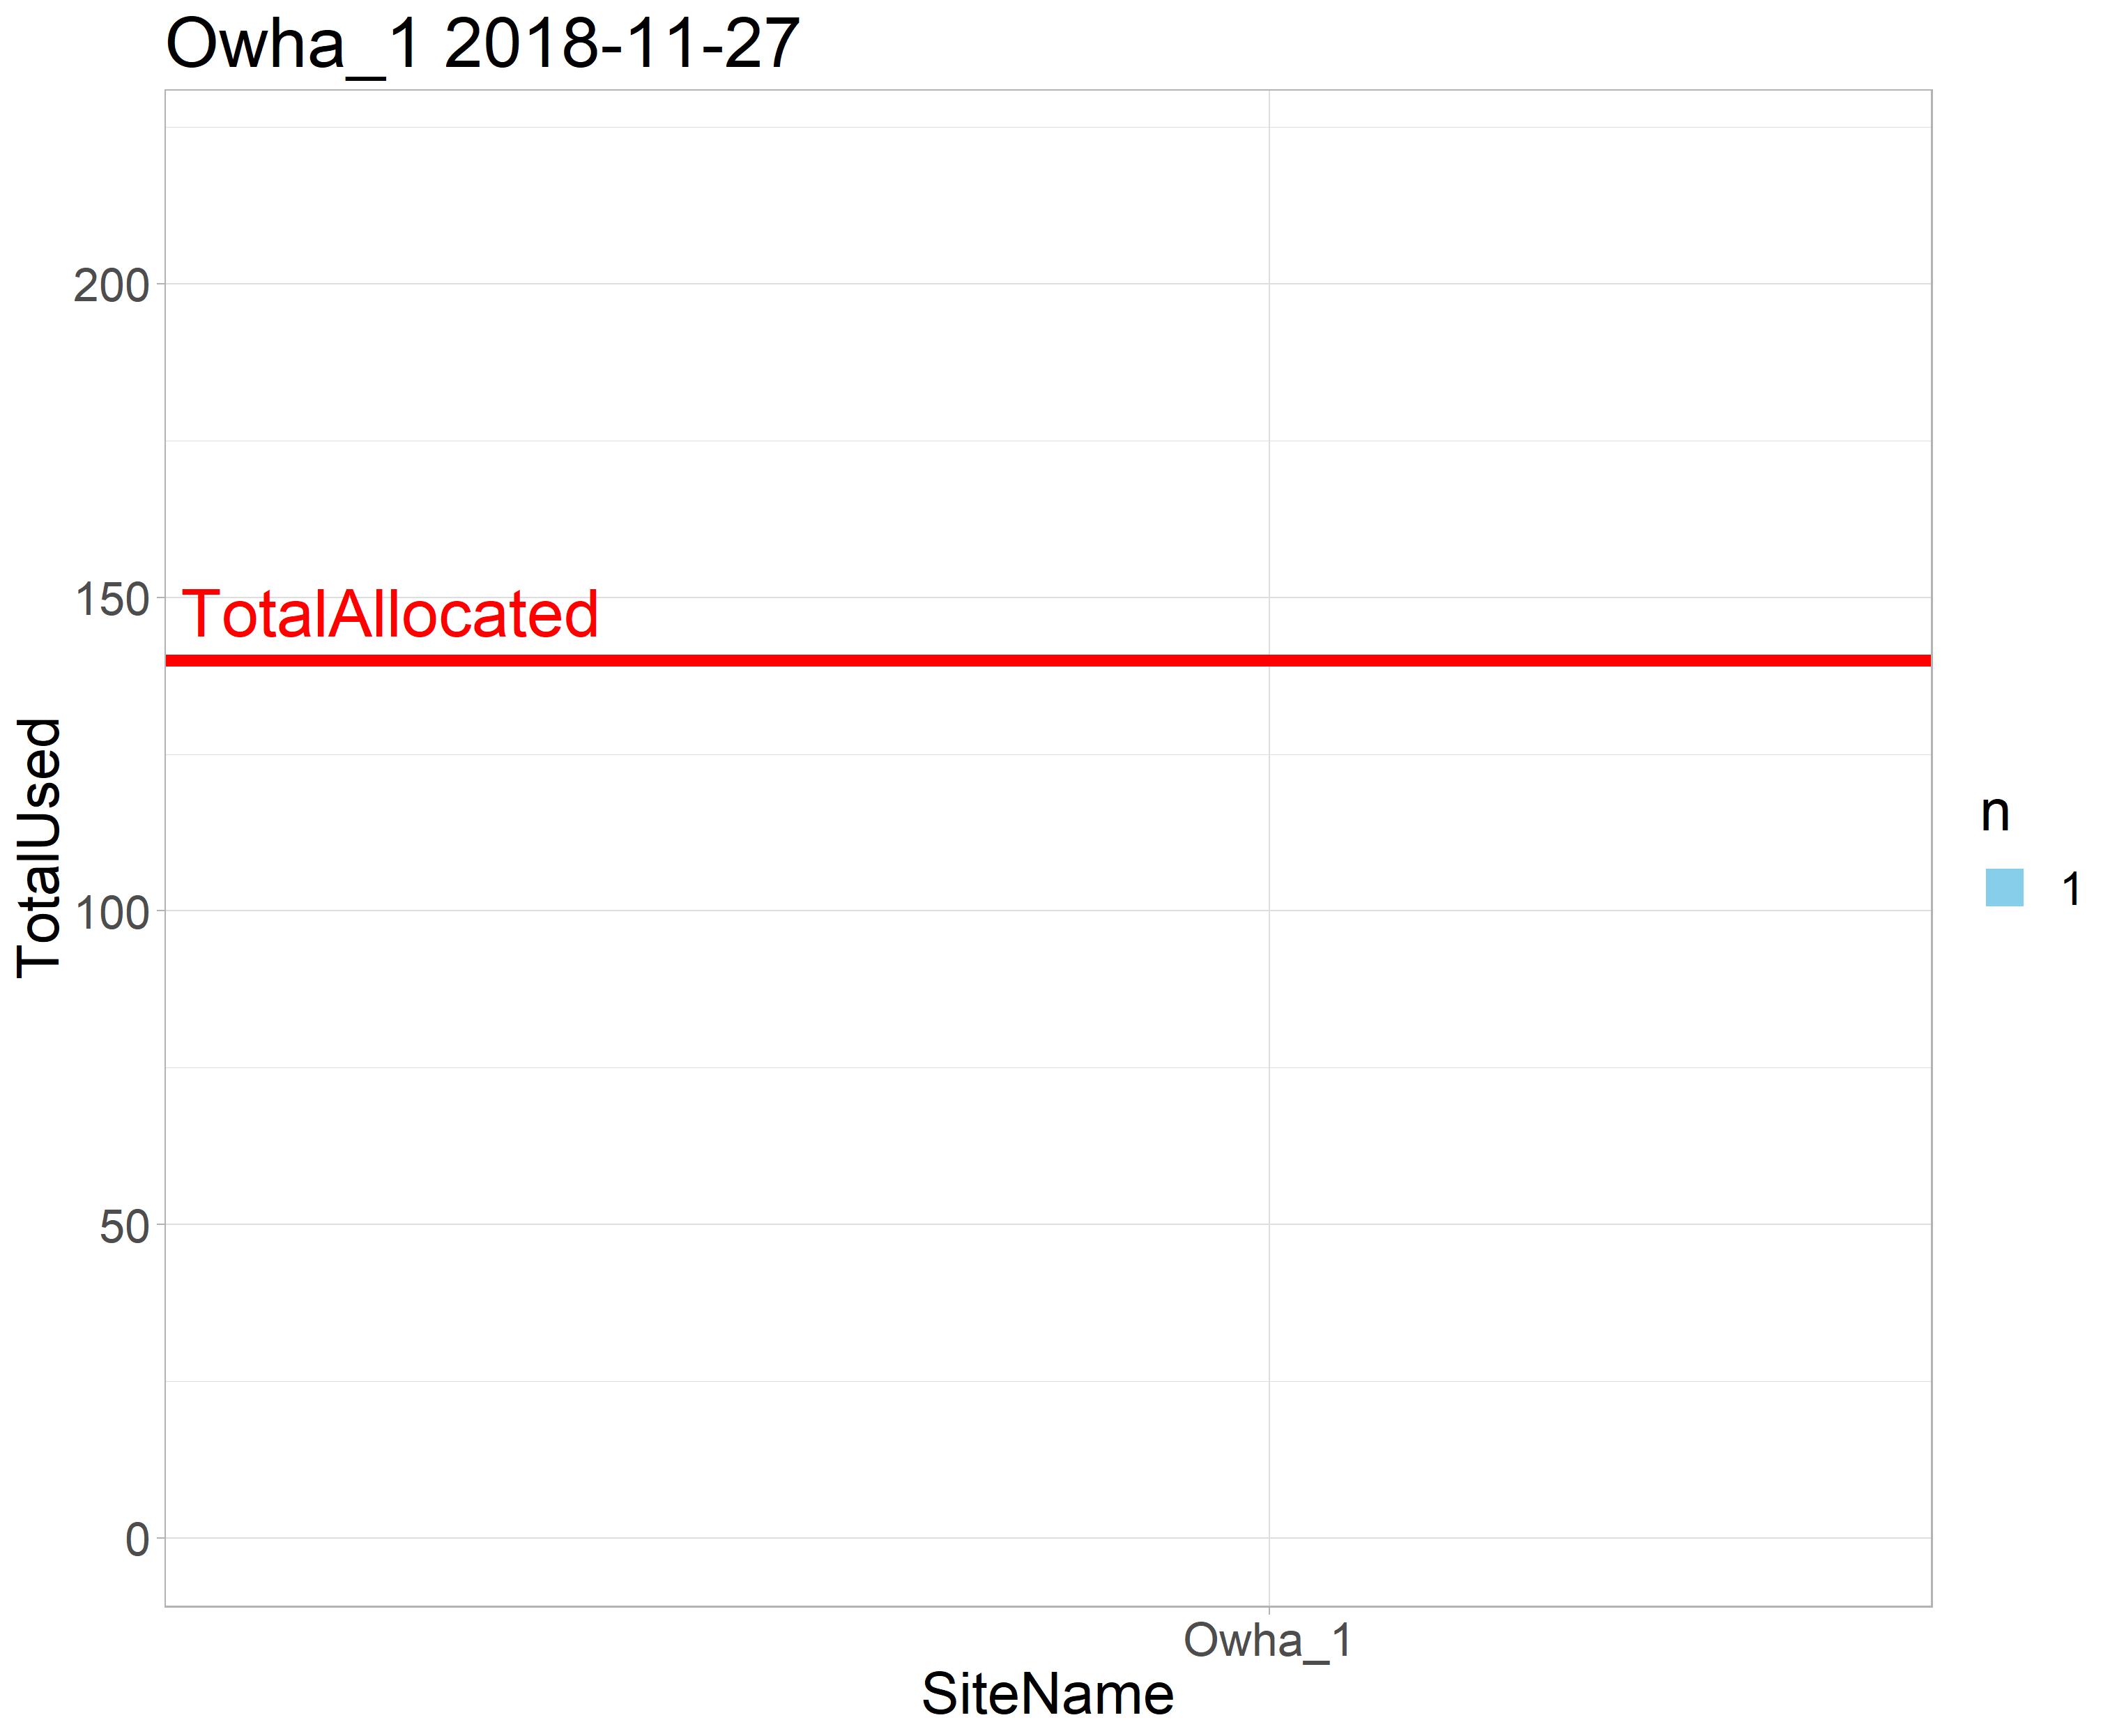 Owha_1 2018-11-27
200
150
100
50
0
TotalUsed
TotalAllocated
Owha_1
SiteName
n
1